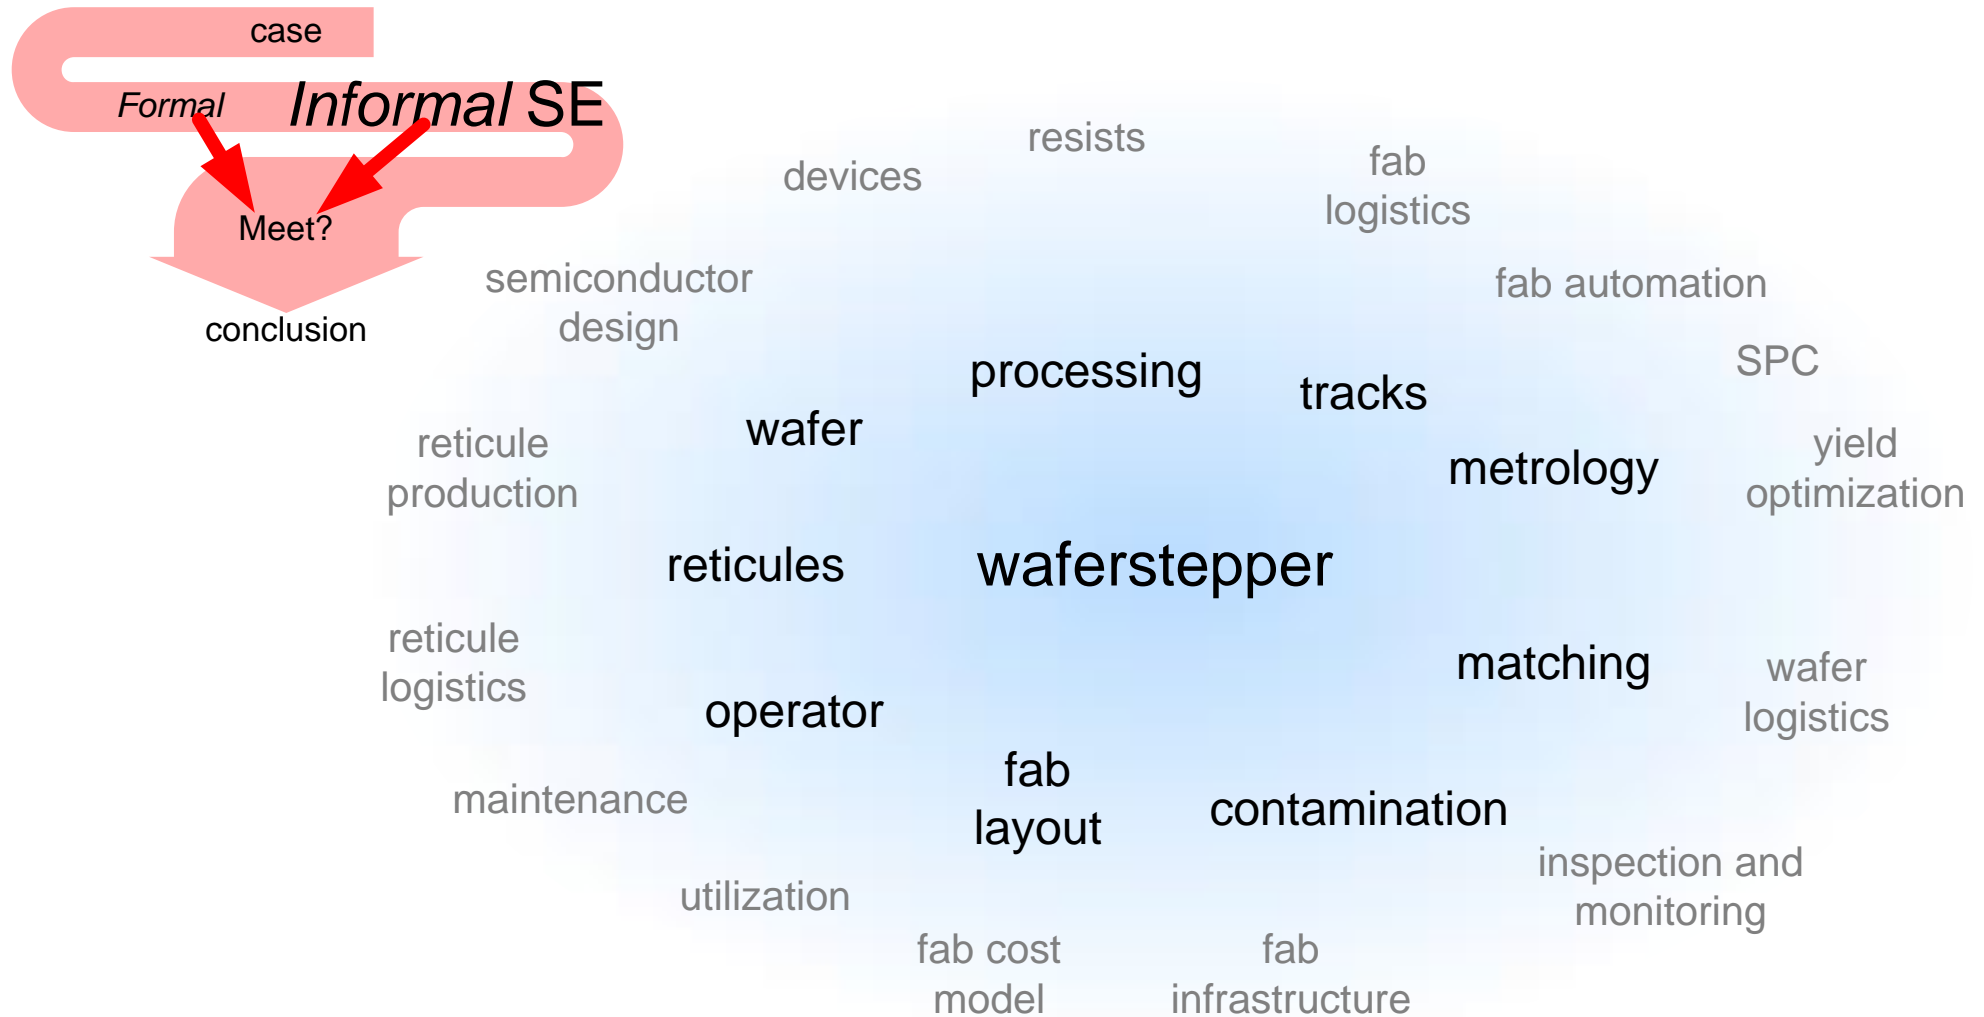 case
Formal
Informal SE
Meet?
conclusion
resists
devices
fab
logistics
semiconductor
design
fab automation
SPC
processing
tracks
wafer
metrology
reticule
production
yield
optimization
reticules
waferstepper
reticule
logistics
matching
wafer
logistics
operator
fab
layout
contamination
maintenance
utilization
inspection and
monitoring
fab cost
model
fab
infrastructure